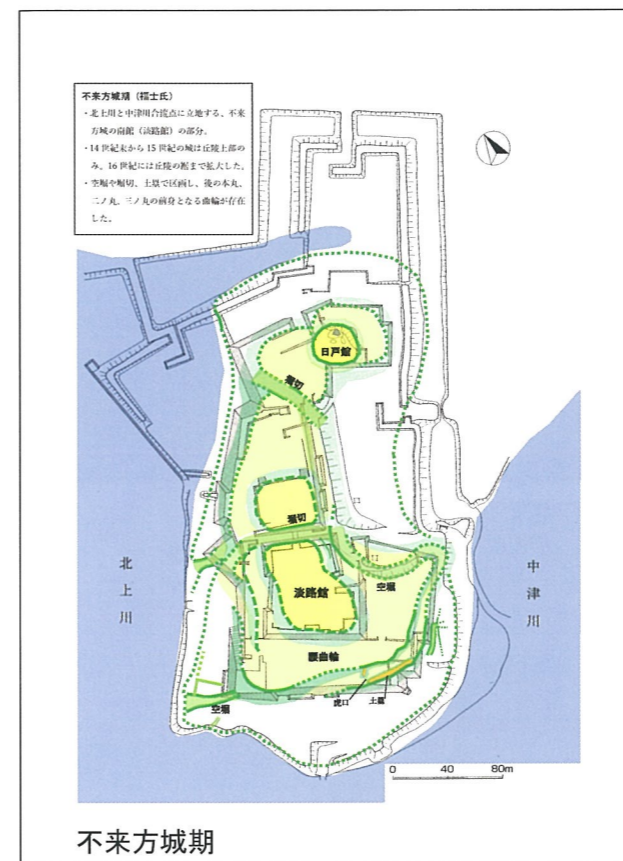 不来方城期(福士氏)
・北上川と中津川合流点に立地する、不来
方城の南館(淡路館)の部分。
・14世紀末から15世紀の城は丘陵上部の
み、16世紀には丘陵の裾まで拡大した。
・空堀や堀切、土塁で区画し、後の本丸、
二ノ丸、三ノ丸の前身となる曲輪が存在
した。
日戸館
堀切
堀切
北上川
中津川
淡路館
空堀
腰曲輪
空堀
虎口
土塁
0 40 80m
不来方城期